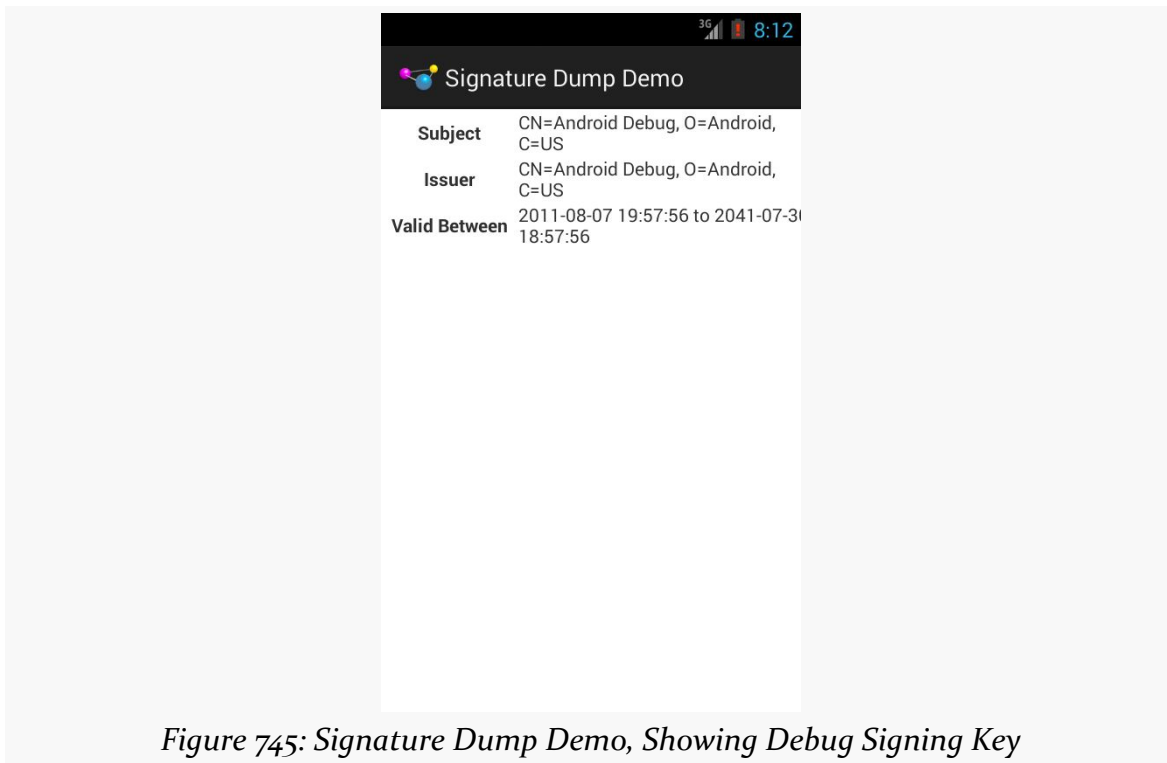 3G 8:12
Signature Dump Demo
Subject CN=Android Debug, O=Android,
C=US
Issuer CN=Android Debug, O=Android,
C=US
Valid Between 2011-08-07 19:57:56 to 2041-07-30
18:57:56
Figure 745: Signature Dump Demo, Showing Debug Signing Key